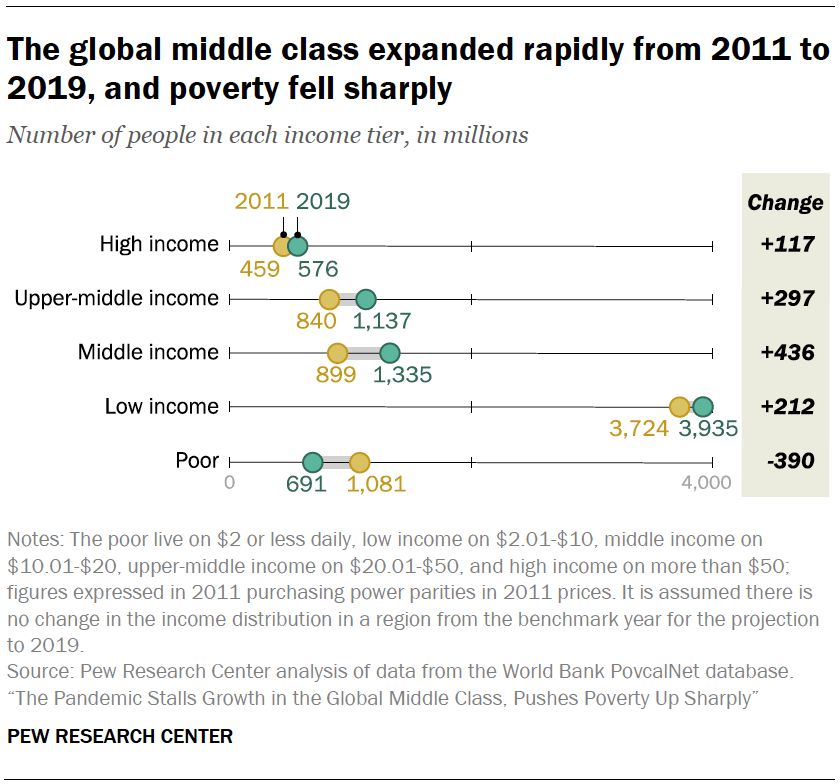 The global middle class expanded rapidly from 2011 to
2019, and poverty fell sharply
Number of people in each income tier, in millions
2011 2019 Change
High income +117
459 576
Upper-middle income +297
840 1,137
Middle income +436
899 1,335
Low income +212
3,724 3,935
Poor -390
0 691 1,081 4,000
Notes: The poor live on $2 or less daily, low income on $2.01-$10, middle income on
$10.01-$20, upper-middle income on $20.01-$50, and high income on more than $50;
figures expressed in 2011 purchasing power parities in 2011 prices. It is assumed there is
no change in the income distribution in a region from the benchmark year for the projection
to 2019.
Source: Pew Research Center analysis of data from the World Bank PovcalNet database.
“The Pandemic Stalls Growth in the Global Middle Class, Pushes Poverty Up Sharply”
PEW RESEARCH CENTER